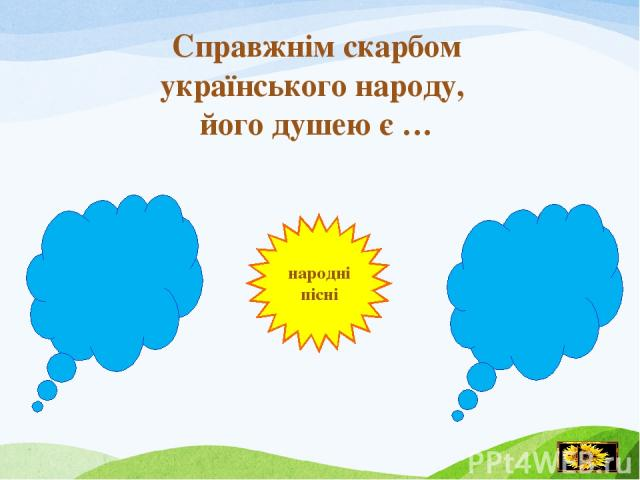 Справжнім скарбом
українського народу,
його душею є …
народні
пісні
PPt4WEB.ru